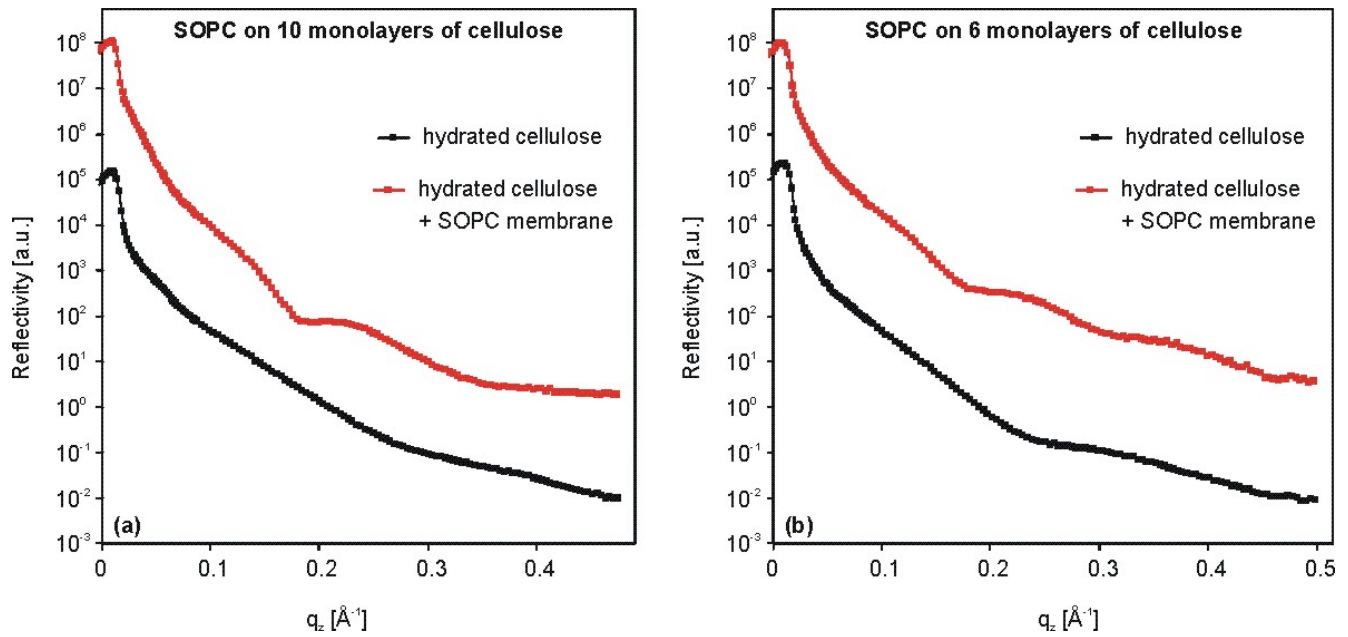 SOPC on 10 monolayers of cellulose
10⁸
10⁷
10⁶
10⁵
10⁴
10³
10²
10¹
10⁰
10⁻¹
10⁻²
10⁻³
Reflectivity [a.u.]
hydrated cellulose
hydrated cellulose
+ SOPC membrane
(a)
0 0.1 0.2 0.3 0.4
q_z [Å⁻¹]
SOPC on 6 monolayers of cellulose
10⁸
10⁷
10⁶
10⁵
10⁴
10³
10²
10¹
10⁰
10⁻¹
10⁻²
10⁻³
Reflectivity [a.u.]
hydrated cellulose
hydrated cellulose
+ SOPC membrane
(b)
0 0.1 0.2 0.3 0.4 0.5
q_z [Å⁻¹]